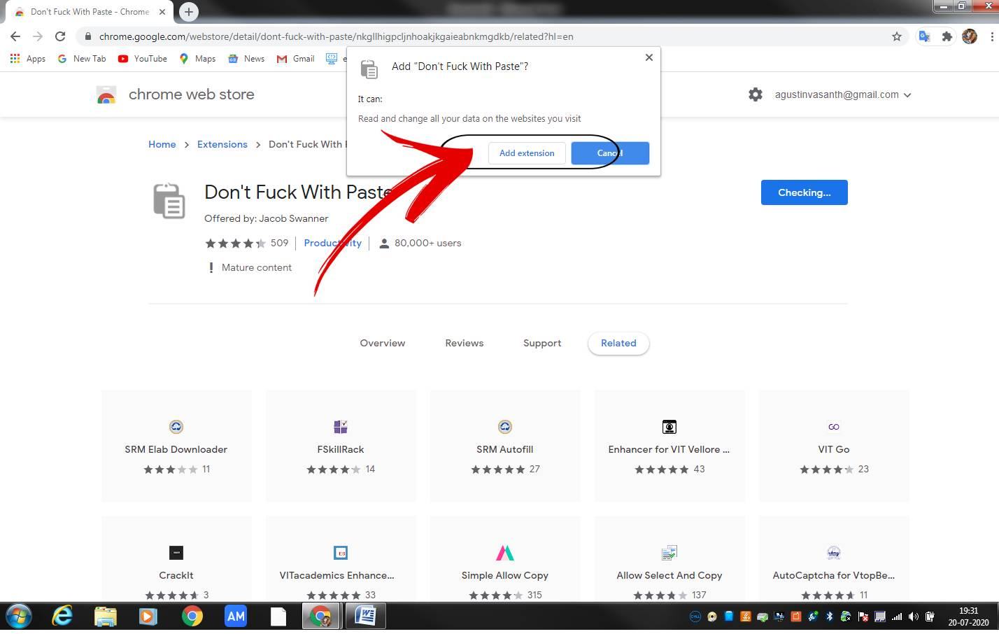 Don't Fuck With Paste - Chrome
chrome.google.com/webstore/detail/dont-fuck-with-paste/nkgllhigpcljnhoakjkgaieabnkmgdkb/related?hl=en
Apps
New Tab
YouTube
Maps
News
Gmail
e
Add "Don't Fuck With Paste"?
It can:
Read and change all your data on the websites you visit
Add extension
Cancel
chrome web store
agustinvasanth@gmail.com
Home
Extensions
Don't Fuck With
Don't Fuck With Paste
Checking...
Offered by: Jacob Swanner
509
Productivity
80,000+ users
Mature content
Overview
Reviews
Support
Related
SRM Elab Downloader
FSkillRack
SRM Autofill
Enhancer for VIT Vellore ...
VIT Go
11
14
27
43
23
CrackIt
VITacademics Enhance...
Simple Allow Copy
Allow Select And Copy
AutoCaptcha for VtopBe...
3
33
315
137
11
AM
19:31
20-07-2020